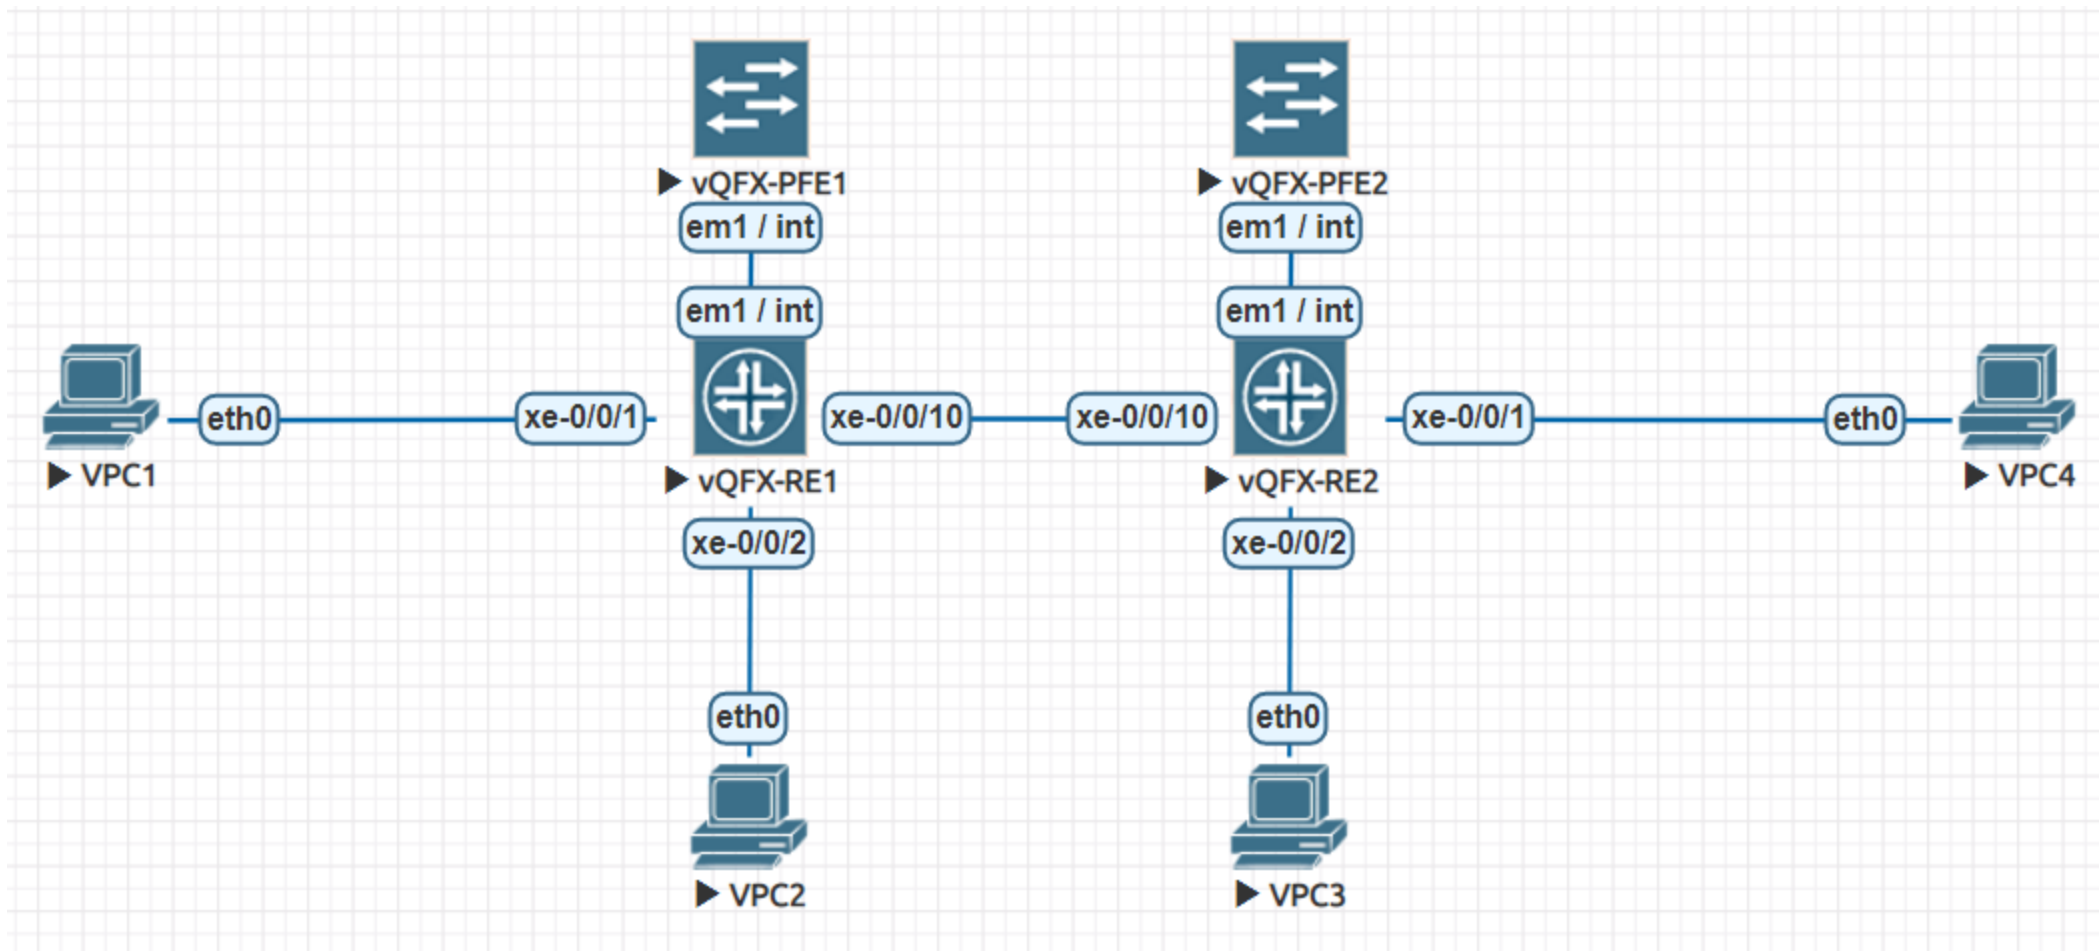 vQFX-PFE1
vQFX-PFE2
em1 / int
em1 / int
em1 / int
em1 / int
eth0
xe-0/0/1
xe-0/0/10
xe-0/0/10
xe-0/0/1
eth0
VPC1
vQFX-RE1
vQFX-RE2
VPC4
xe-0/0/2
xe-0/0/2
eth0
eth0
VPC2
VPC3